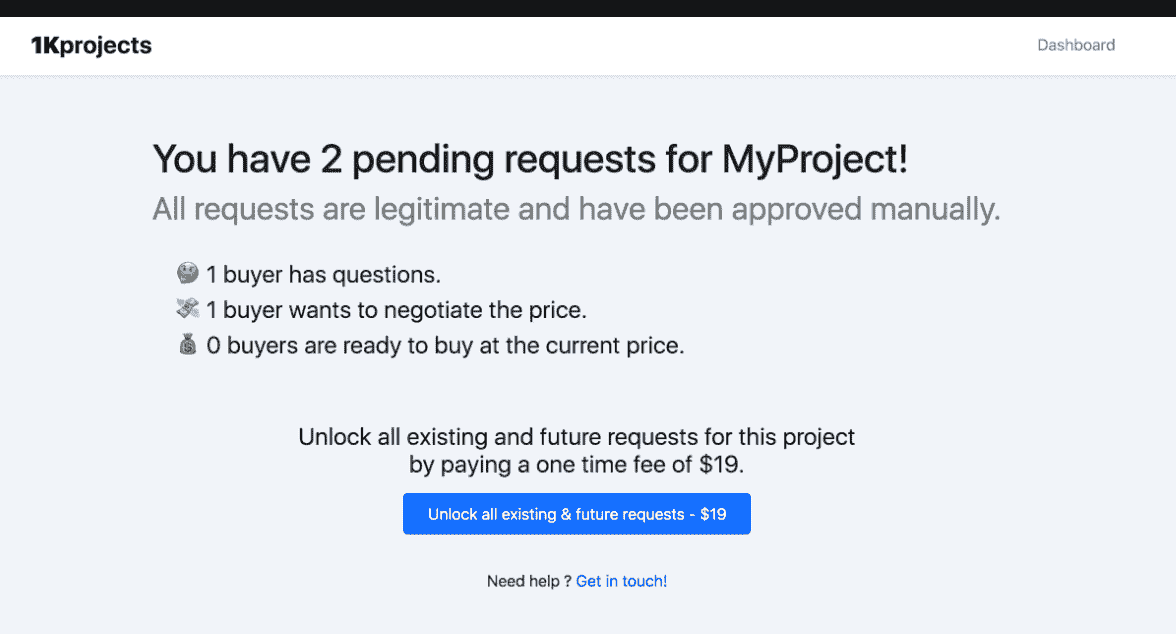 1Kprojects
Dashboard
You have 2 pending requests for MyProject!
All requests are legitimate and have been approved manually.
1 buyer has questions.
1 buyer wants to negotiate the price.
0 buyers are ready to buy at the current price.
Unlock all existing and future requests for this project
by paying a one time fee of $19.
Unlock all existing & future requests - $19
Need help ? Get in touch!